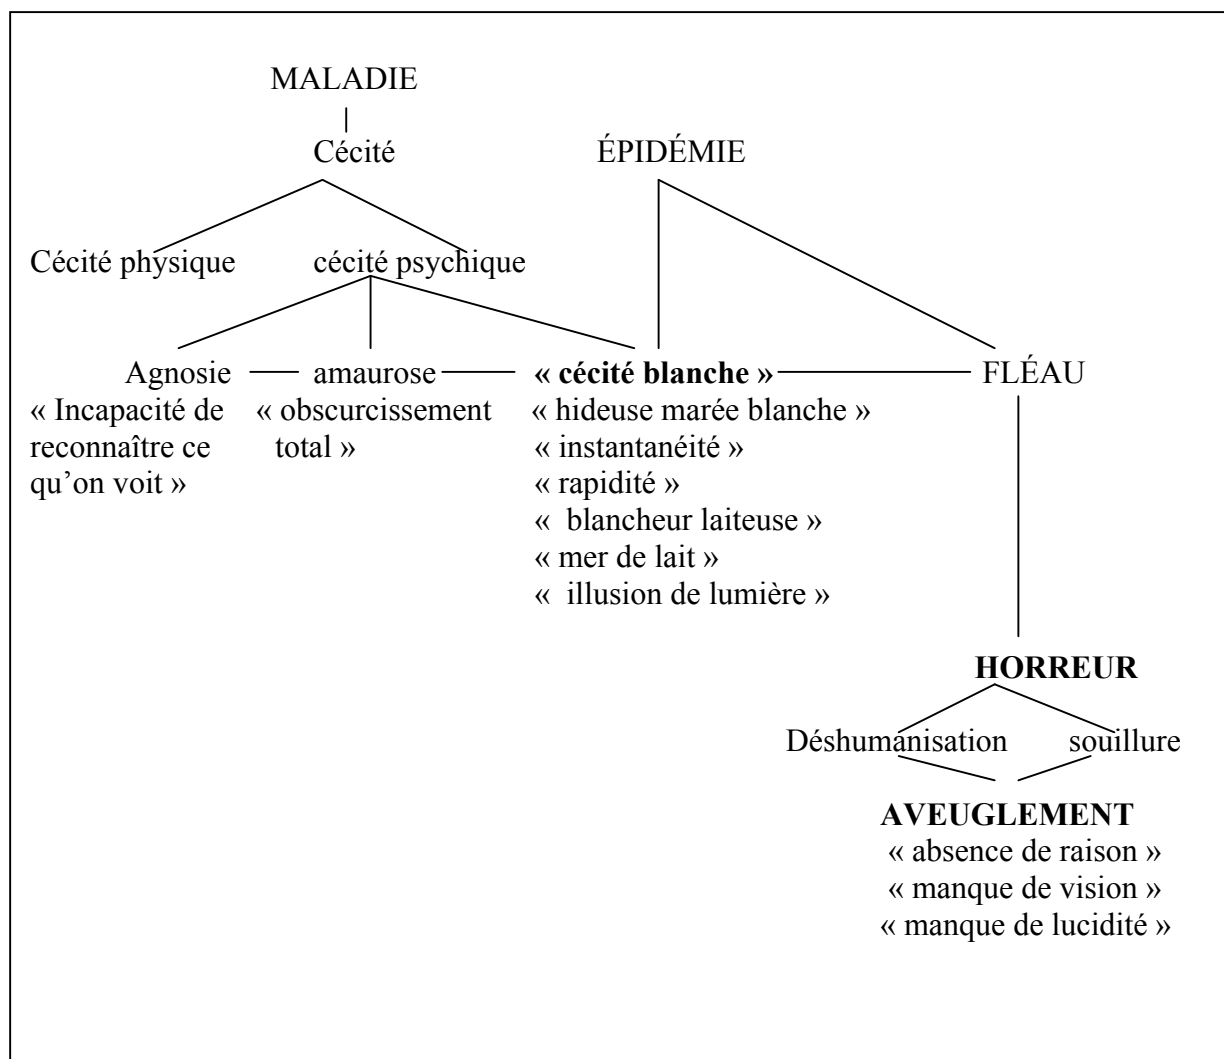 MALADIE
Cécité ÉPIDÉMIE
Cécité physique cécité psychique
Agnosie amaurose « cécité blanche » FLÉAU
« Incapacité de « obscurcissement « hideuse marée blanche »
reconnaître ce total » « instantanéité »
qu’on voit » « rapidité »
« blancheur laiteuse »
« mer de lait »
« illusion de lumière »
HORREUR
Déshumanisation souillure
AVEUGLEMENT
« absence de raison »
« manque de vision »
« manque de lucidité »